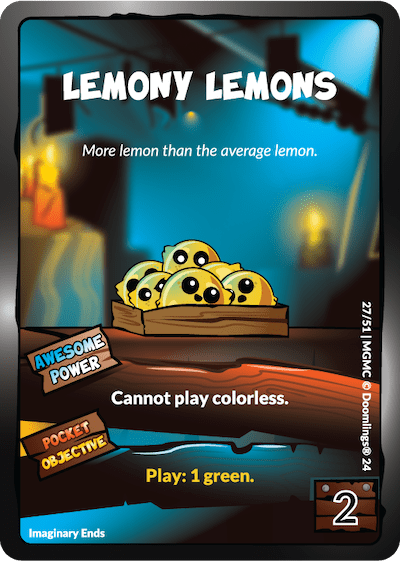 LEMONY LEMONS
More lemon than the average lemon.
AWESOME
POWER
Cannot play colorless.
POCKET
OBJECTIVE
Play: 1 green.
27/51 | MGMC © Doomlings® 24
2
Imaginary Ends